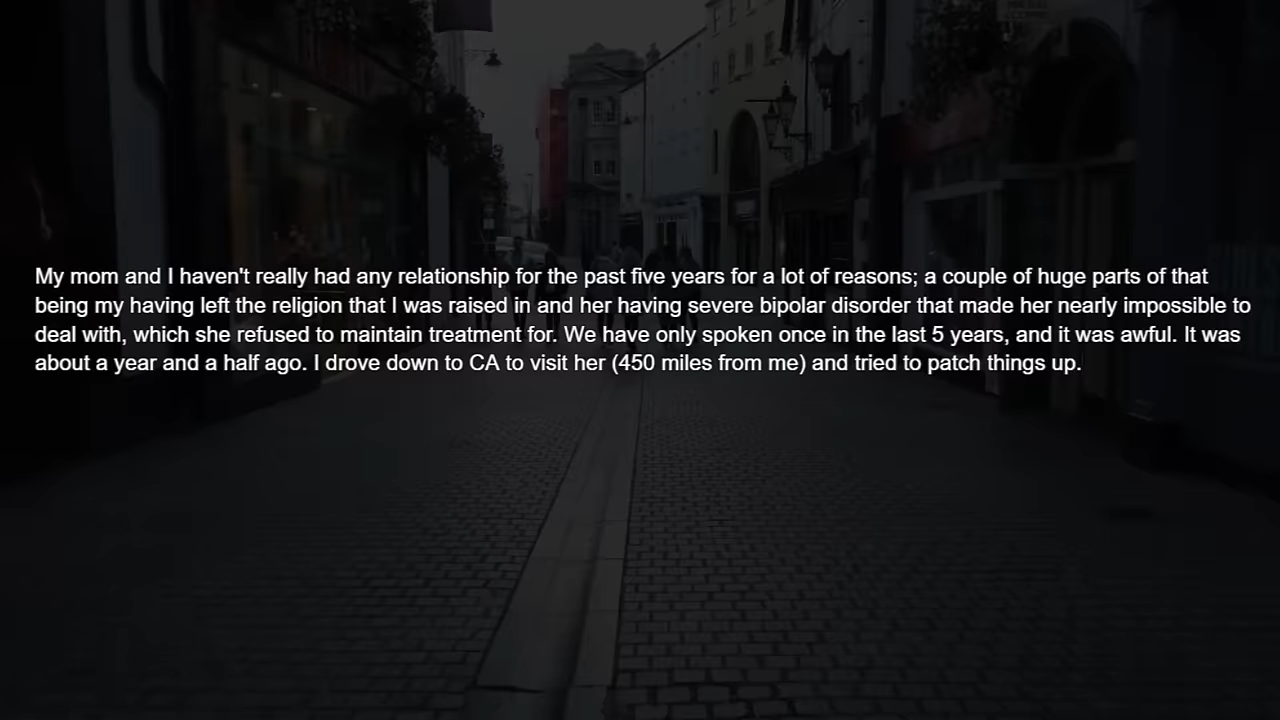 My mom and I haven't really had any relationship for the past five years for a lot of reasons; a couple of huge parts of that
being my having left the religion that I was raised in and her having severe bipolar disorder that made her nearly impossible to
deal with, which she refused to maintain treatment for. We have only spoken once in the last 5 years, and it was awful. It was
about a year and a half ago. I drove down to CA to visit her (450 miles from me) and tried to patch things up.